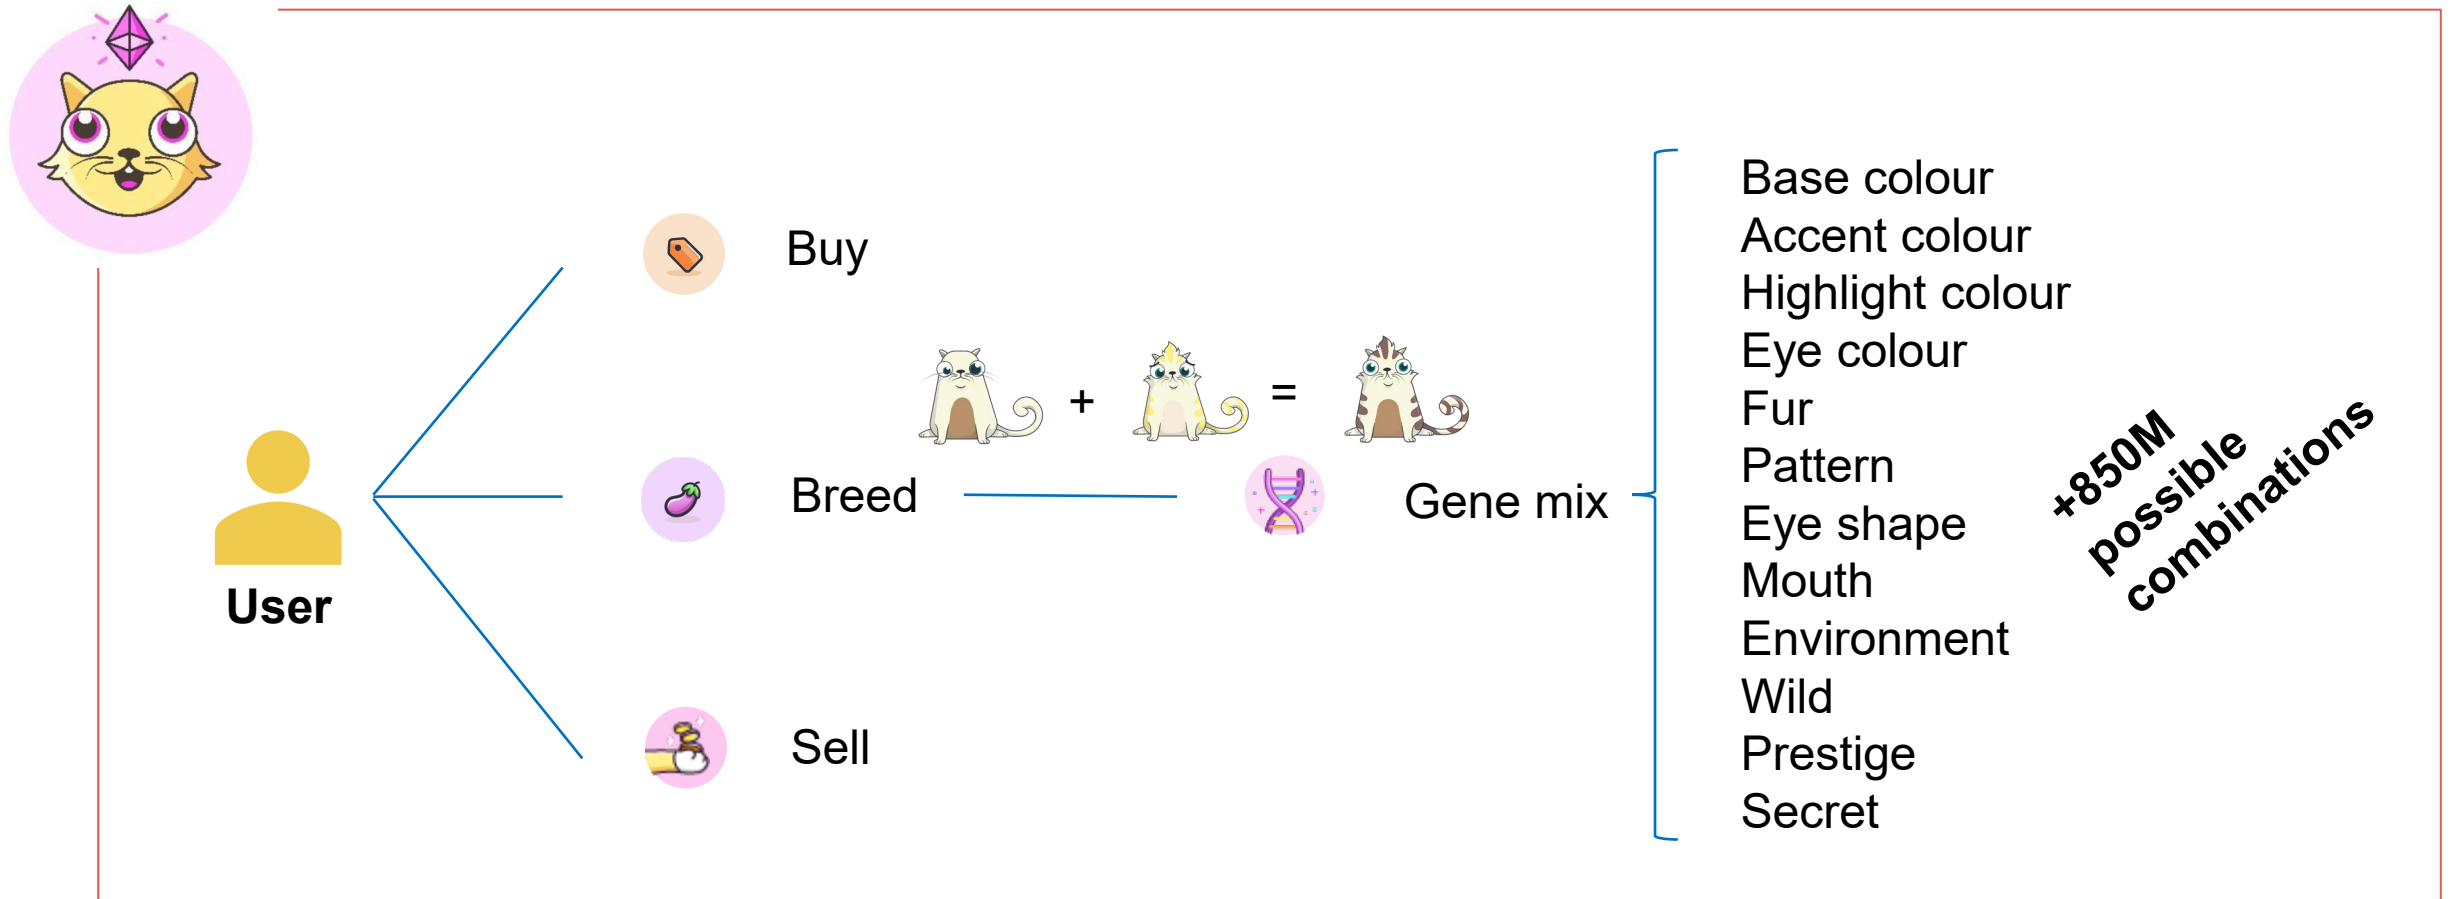 Buy
+
=
Breed
Gene mix
User
Sell
Base colour
Accent colour
Highlight colour
Eye colour
Fur
Pattern
Eye shape
Mouth
Environment
Wild
Prestige
Secret
+850M
possible
combinations